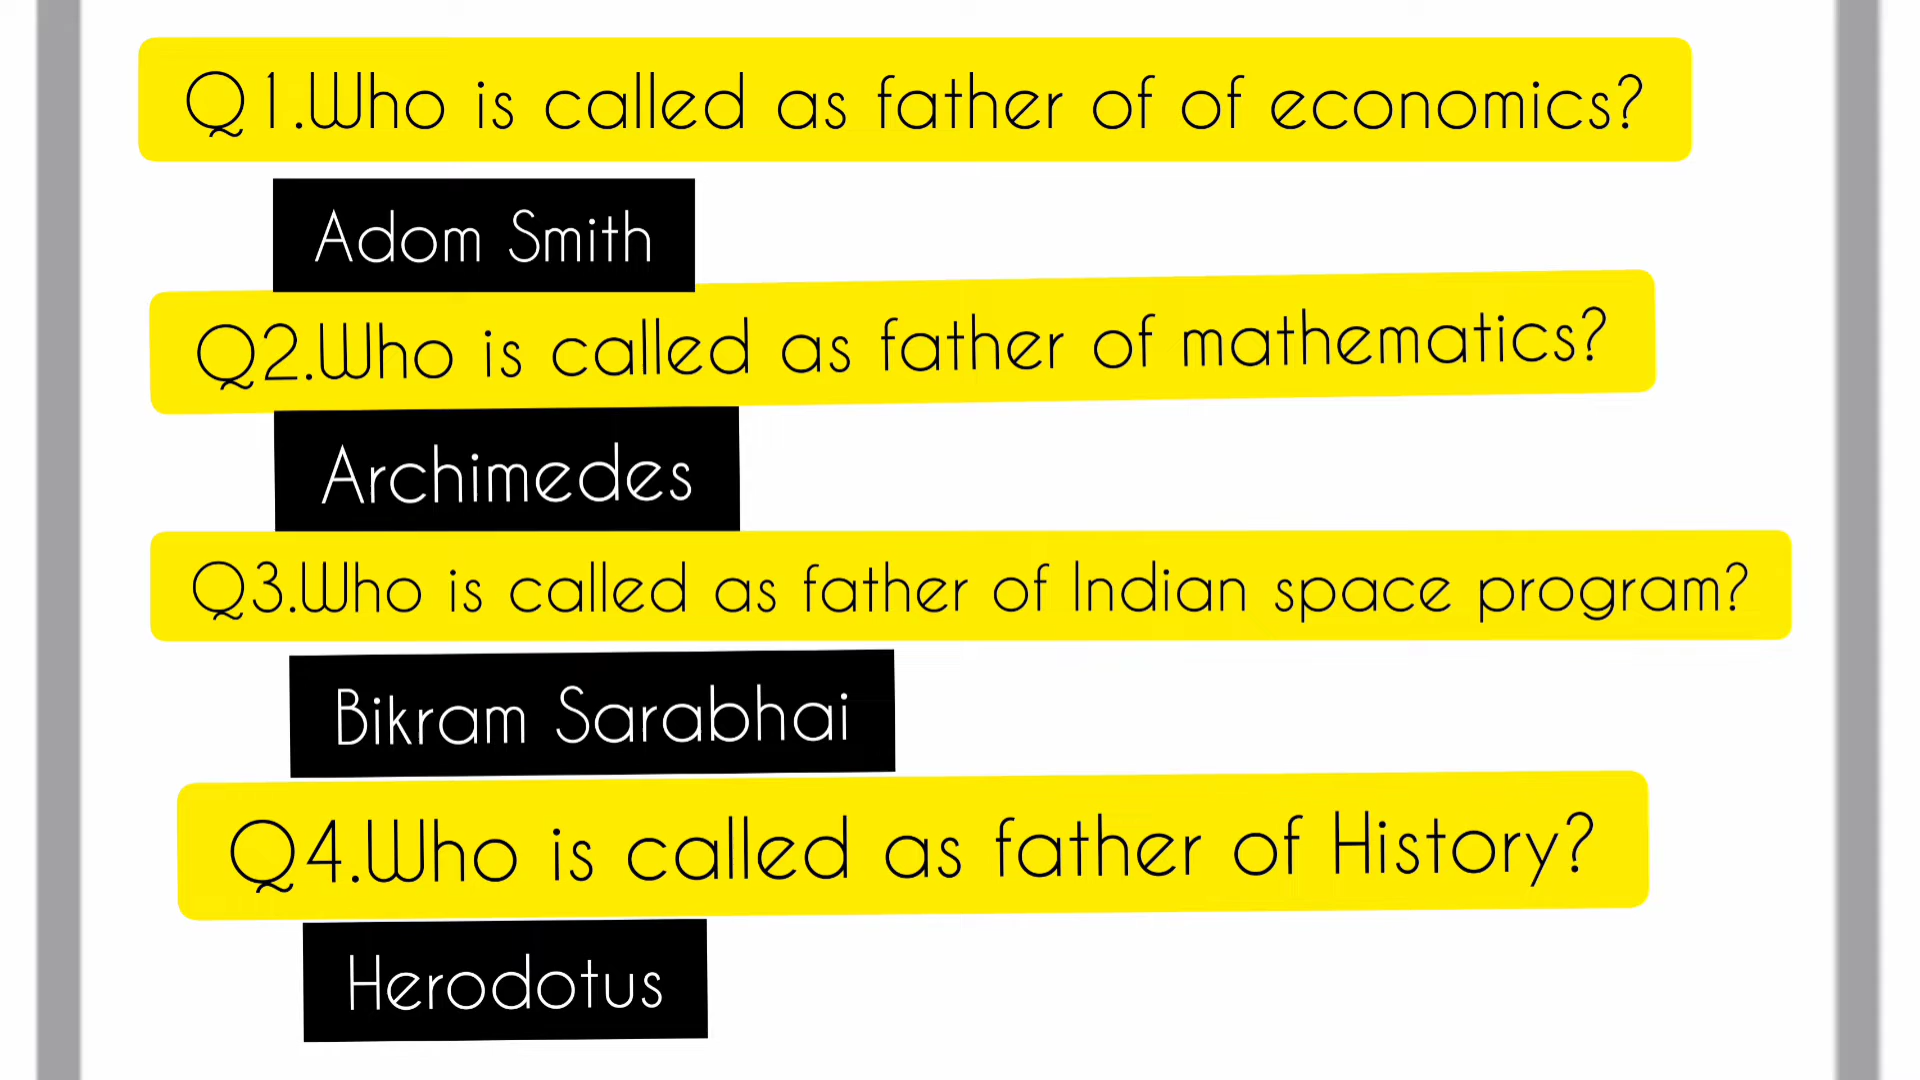 Q1.Who is called as father of of economics?
Adom Smith
Q2.Who is called as father of mathematics?
Archimedes
Q3.Who is called as father of Indian space program?
Bikram Sarabhai
Q4.Who is called as father of History?
Herodotus